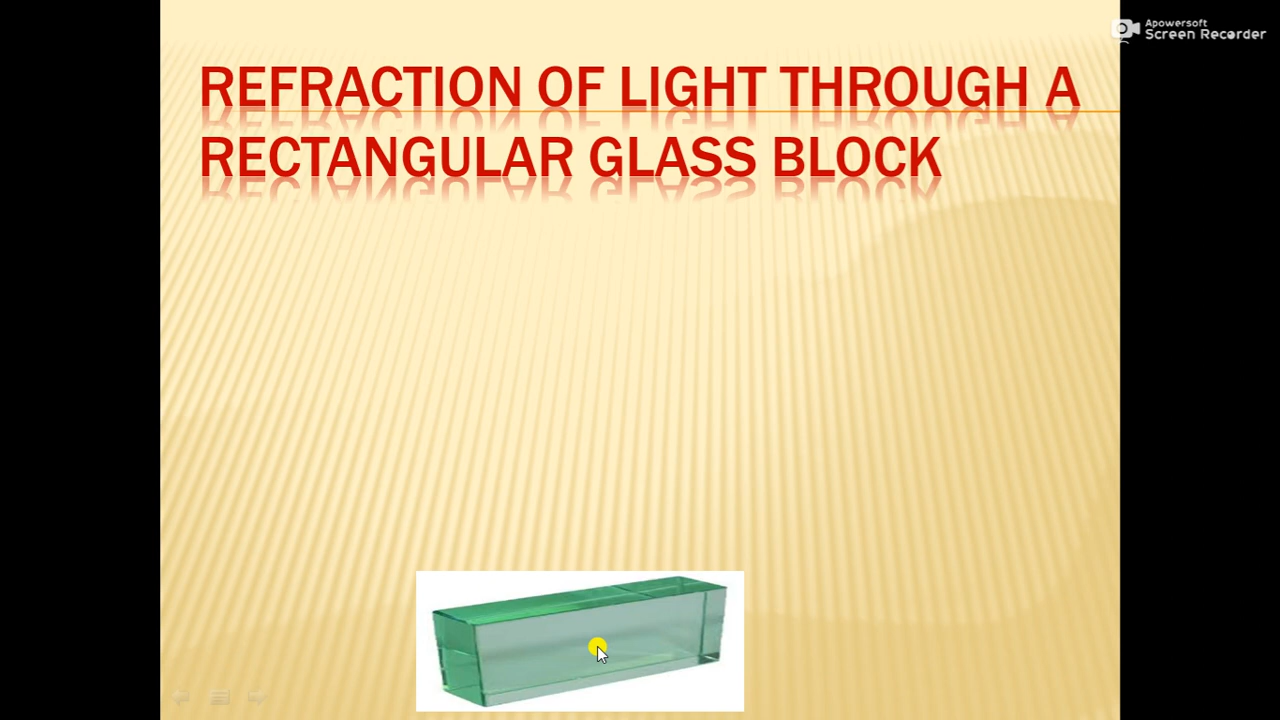 REFRACTION OF LIGHT THROUGH A
RECTANGULAR GLASS BLOCK
Apowersoft
Screen Recorder